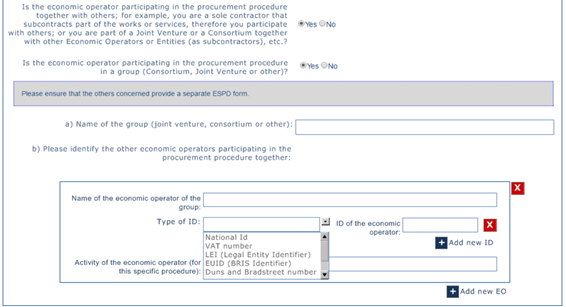 Is the economic operator participating in the procurement procedure
together with others; for example, you are a sole contractor that
subcontracts part of the works or services, therefore you participate
with others; or you are part of a Joint Venture or a Consortium together
with other Economic Operators or Entities (as subcontractors), etc.?
Yes No
Is the economic operator participating in the procurement procedure
in a group (Consortium, Joint Venture or other)?
Yes No
Please ensure that the others concerned provide a separate ESPD form.
a) Name of the group (joint venture, consortium or other):
b) Please identify the other economic operators participating in the
procurement procedure together:
X
Name of the economic operator of the
group:
Type of ID:
ID of the economic
operator:
X
National Id
VAT number
LEI (Legal Entity Identifier)
EUID (BRIS Identifier)
Duns and Bradstreet number
+ Add new ID
Activity of the economic operator (for
this specific procedure):
+ Add new EO